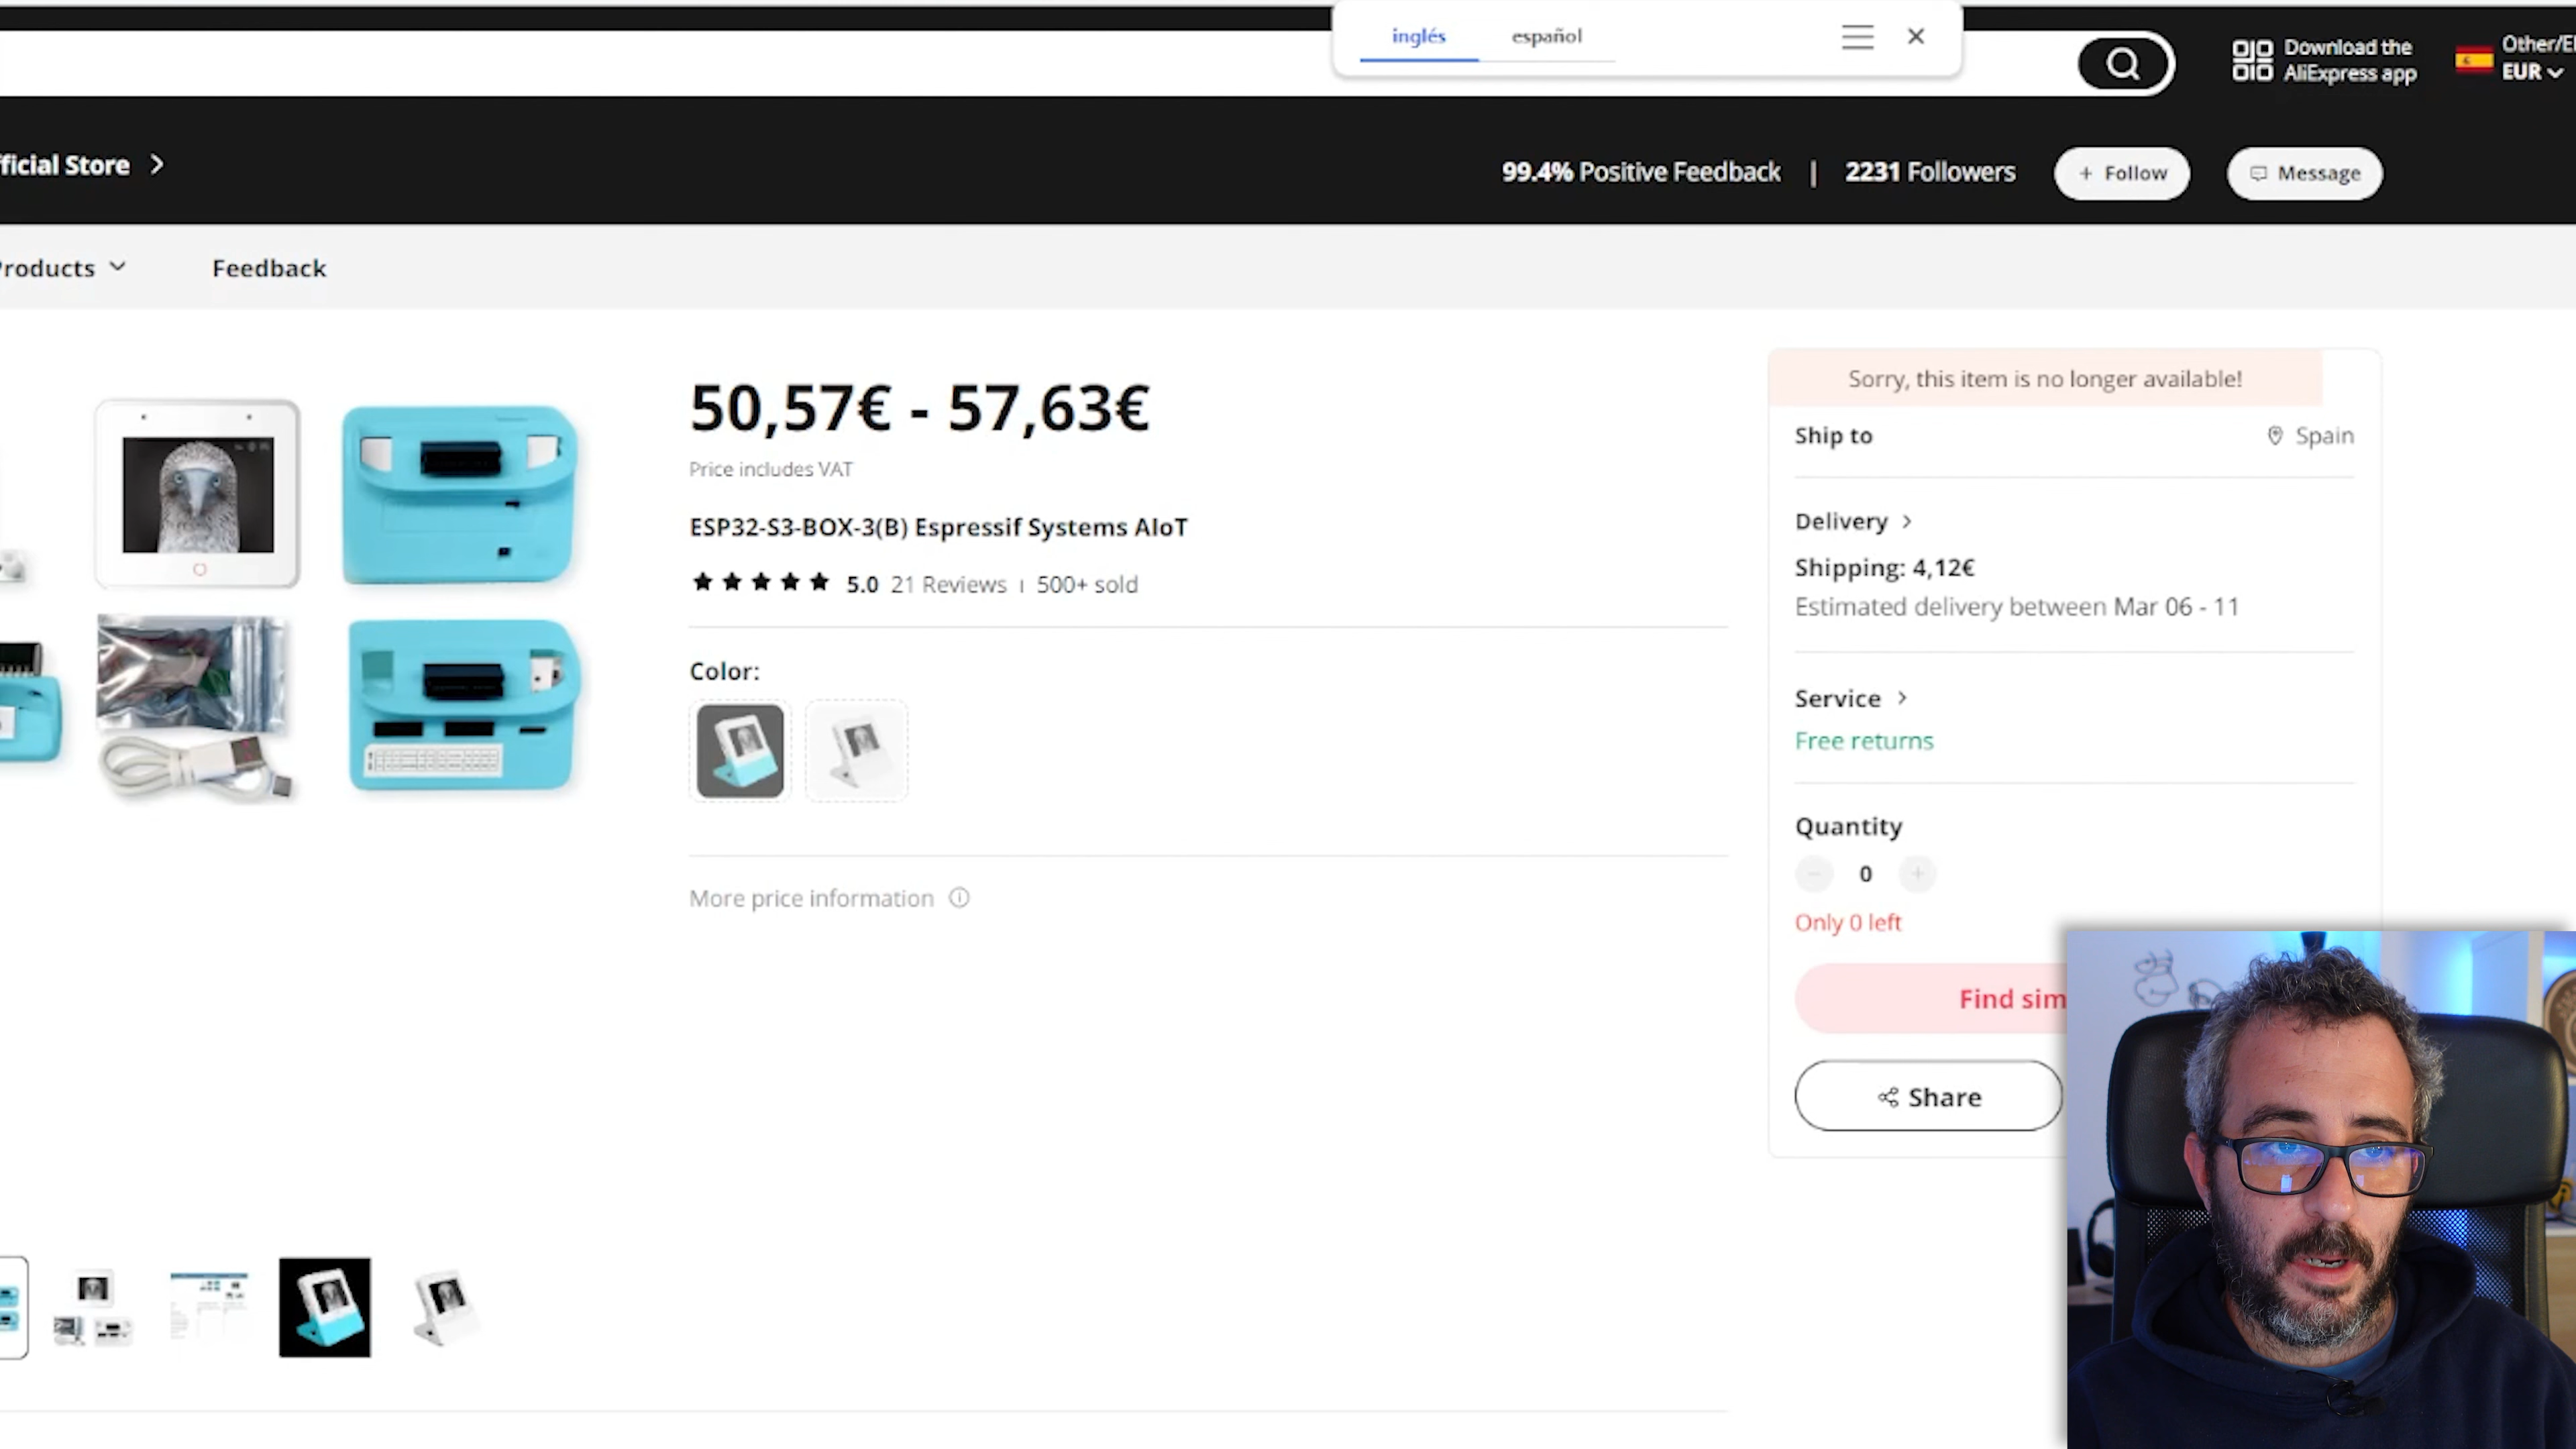 inglés español
Download the
AliExpress app
EUR
Official Store
99.4% Positive Feedback | 2231 Followers
+ Follow
Message
Products
Feedback
50,57€ - 57,63€
Price includes VAT
ESP32-S3-BOX-3(B) Espressif Systems AIoT
5.0 21 Reviews | 500+ sold
Color:
More price information
Sorry, this item is no longer available!
Ship to Spain
Delivery
Shipping: 4,12€
Estimated delivery between Mar 06 - 11
Service
Free returns
Quantity
- 0 +
Only 0 left
Find sim
Share